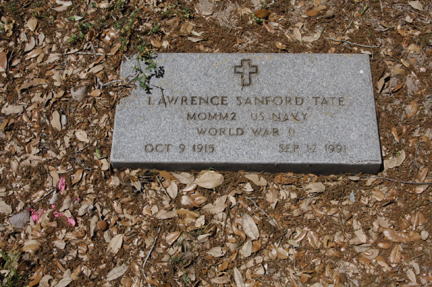 LAWRENCE SANFORD TATE
MOMM2 US NAVY
WORLD WAR II
OCT 9 1915 SEP 12 1991